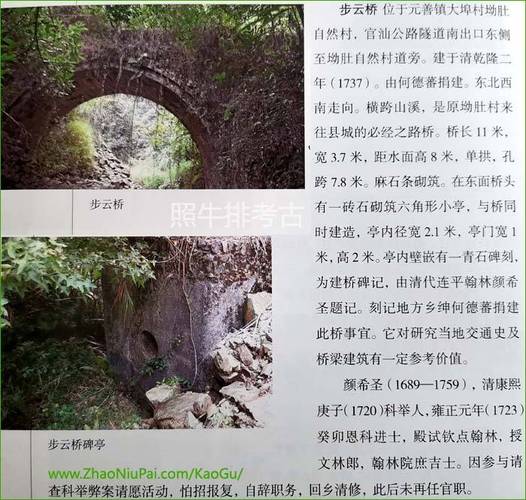 步云桥 位于元善镇大埠村坳肚
自然村，官汕公路隧道南出口东侧
至坳肚自然村道旁。建于清乾隆二
年（1737）。由何德蕃捐建。东北西
南走向。横跨山溪，是原坳肚村来
往县城的必经之路桥。桥长 11 米，
宽 3.7 米，距水面高 8 米，单拱，孔
跨 7.8 米。麻石条砌筑。在东面桥头
有一砖石砌筑六角形小亭，与桥同
时建造，亭内径宽 2.1 米，亭门宽 1
米，高 2 米。亭内壁嵌有一青石碑刻，
为建桥碑记，由清代连平翰林颜希
圣题记。刻记地方乡绅何德蕃捐建
此桥事宜。它对研究当地交通史及
桥梁建筑有一定参考价值。
颜希圣（1689—1759），清康熙
庚子（1720）科举人，雍正元年（1723）
癸卯恩科进士，殿试钦点翰林，授
文林郎，翰林院庶吉士。因参与请
查科举弊案请愿活动，怕招报复，自辞职务，回乡清修，此后未再任官职。
步云桥
照牛排考古
步云桥碑亭
www.ZhaoNiuPai.com/KaoGu/